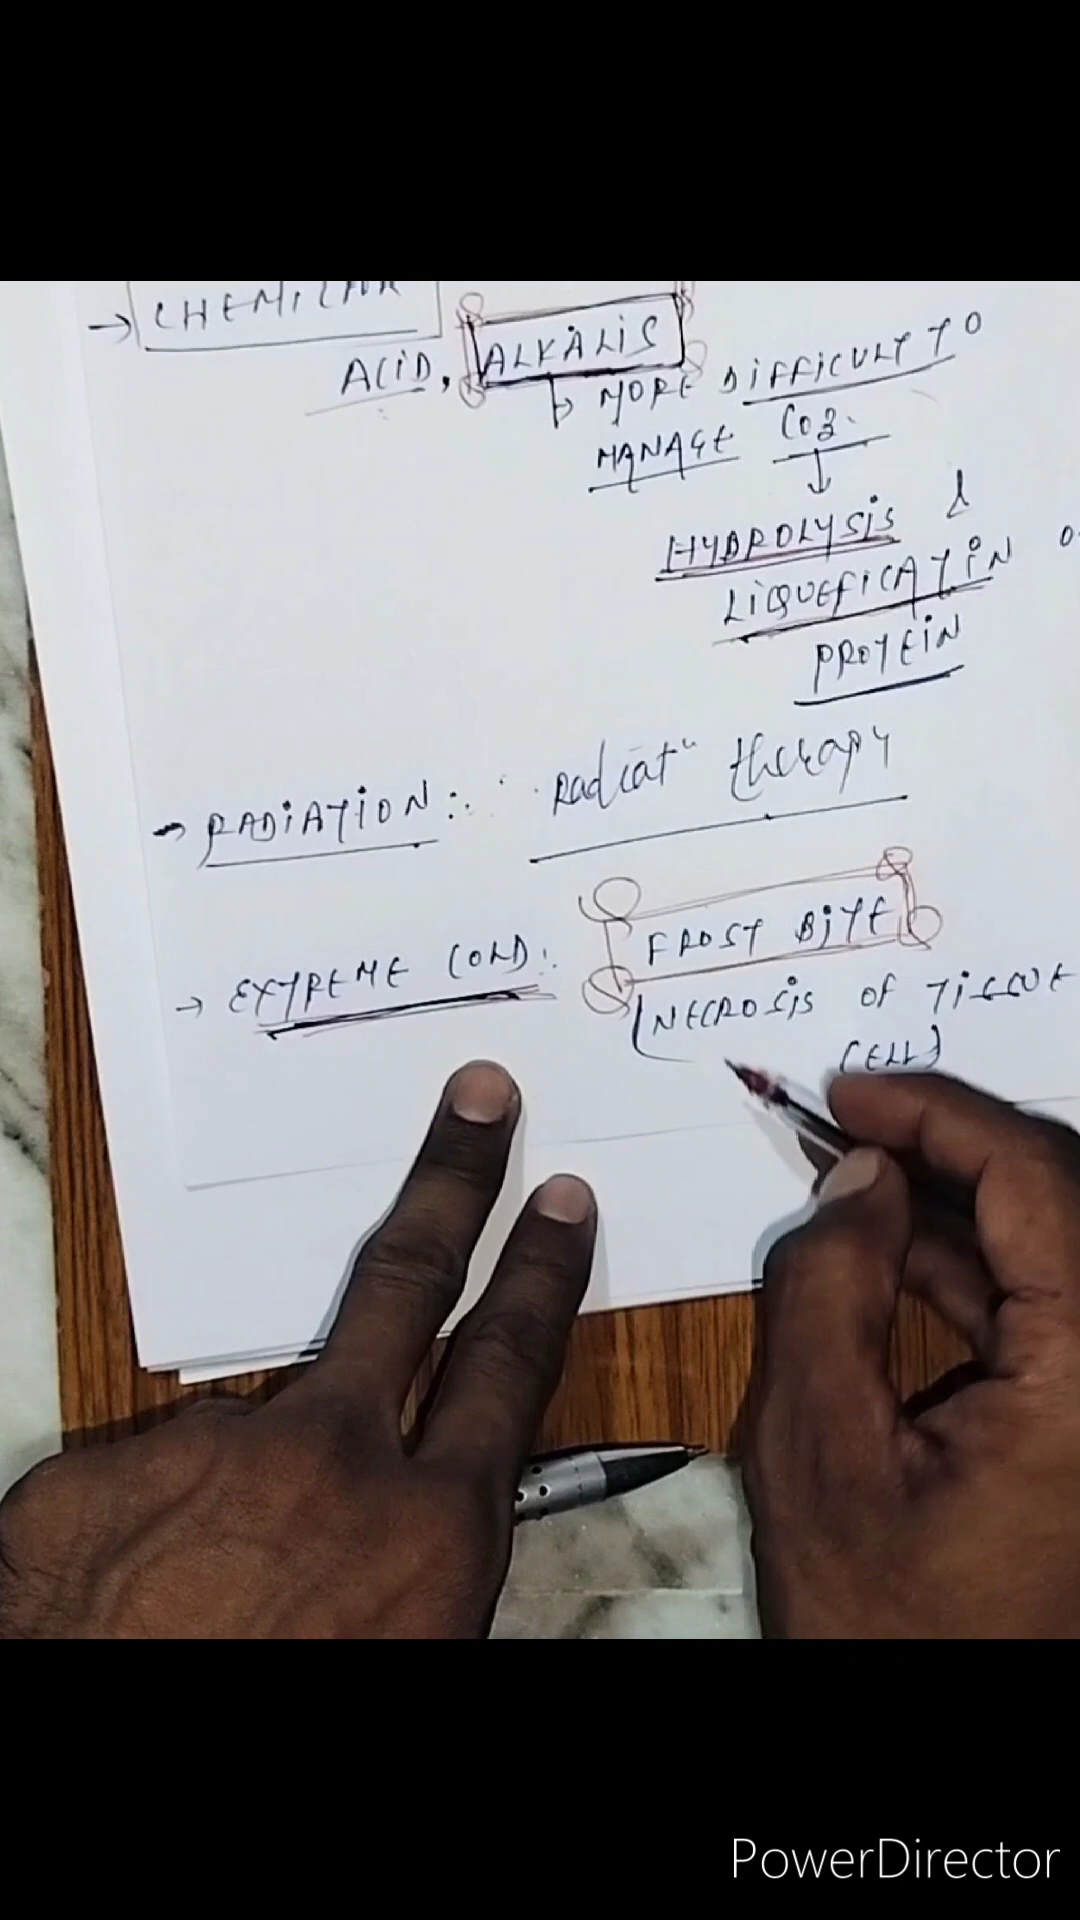 → CHEMICAL
ACID, ALKALIS
→ MORE DIFFICULT TO
MANAGE COZ.
↓
HYDROLYSIS &
LIQUEFICATIN O
PROTEIN
→ RADIATION: Radiatⁿ therapy
→ EXTREME COLD: FROST BITE
(NECROSIS OF TISSUE
CELL)
PowerDirector